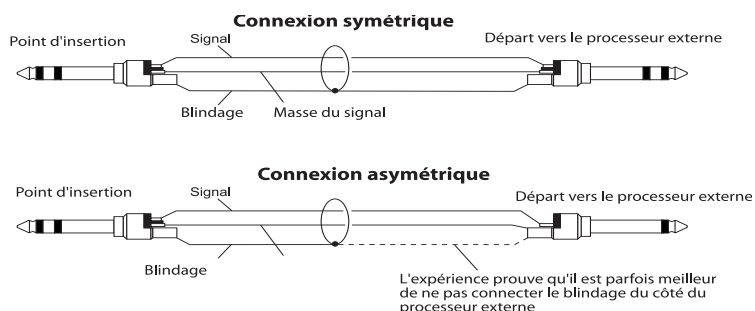 Connexion symétrique
Point d'insertion
Signal
Départ vers le processeur externe
Blindage
Masse du signal
Connexion asymétrique
Point d'insertion
Signal
Départ vers le processeur externe
Blindage
L'expérience prouve qu'il est parfois meilleur
de ne pas connecter le blindage du côté du
processeur externe